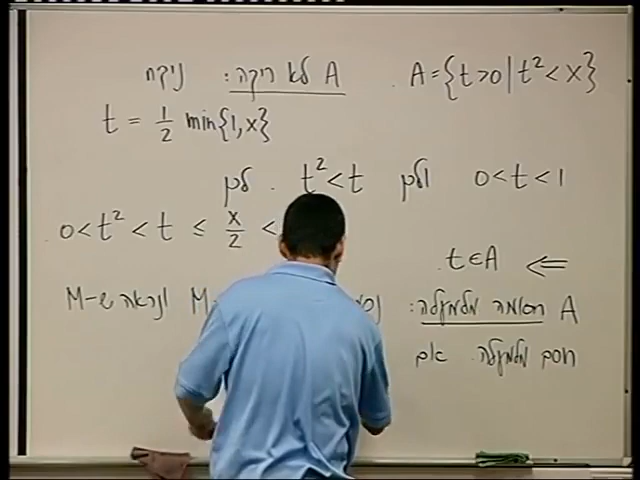 A={t>0|t²<x} . A לא ריקה: ניקח
t = 1/2 min{1,x}
0<t<1 ולכן t²<t . לכן
0<t²<t ≤ x/2 <
⇐ t∈A .
A חסומה מלמעלה: M ונראה ש-M
חסם מלמעלה. אם